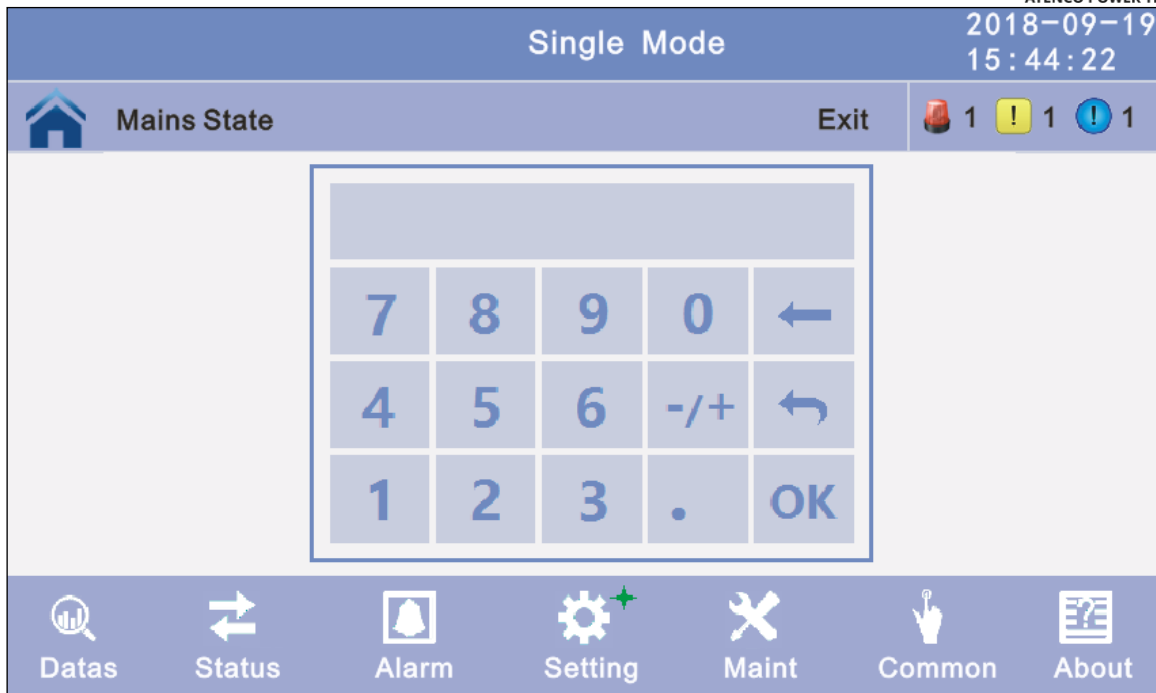 Single Mode
2018-09-19
15:44:22
Mains State
Exit
1
! 1
! 1
7 8 9 0
4 5 6 -/+
1 2 3 . OK
Datas Status Alarm Setting Maint Common About